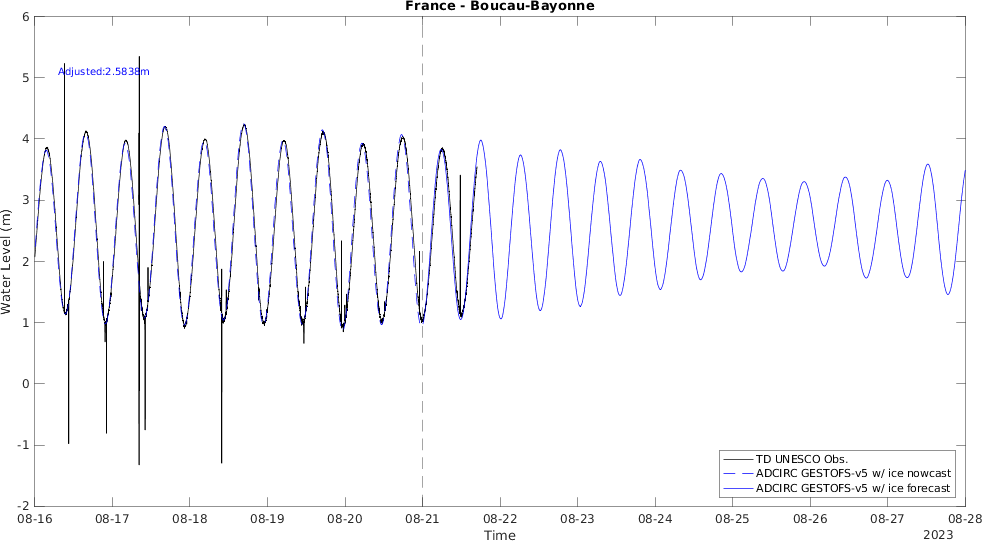 France - Boucau-Bayonne
6
5
4
3
2
1
0
-1
-2
Water Level (m)
Adjusted:2.5838m
TD UNESCO Obs.
ADCIRC GESTOFS-v5 w/ ice nowcast
ADCIRC GESTOFS-v5 w/ ice forecast
08-16 08-17 08-18 08-19 08-20 08-21 08-22 08-23 08-24 08-25 08-26 08-27 08-28
Time
2023